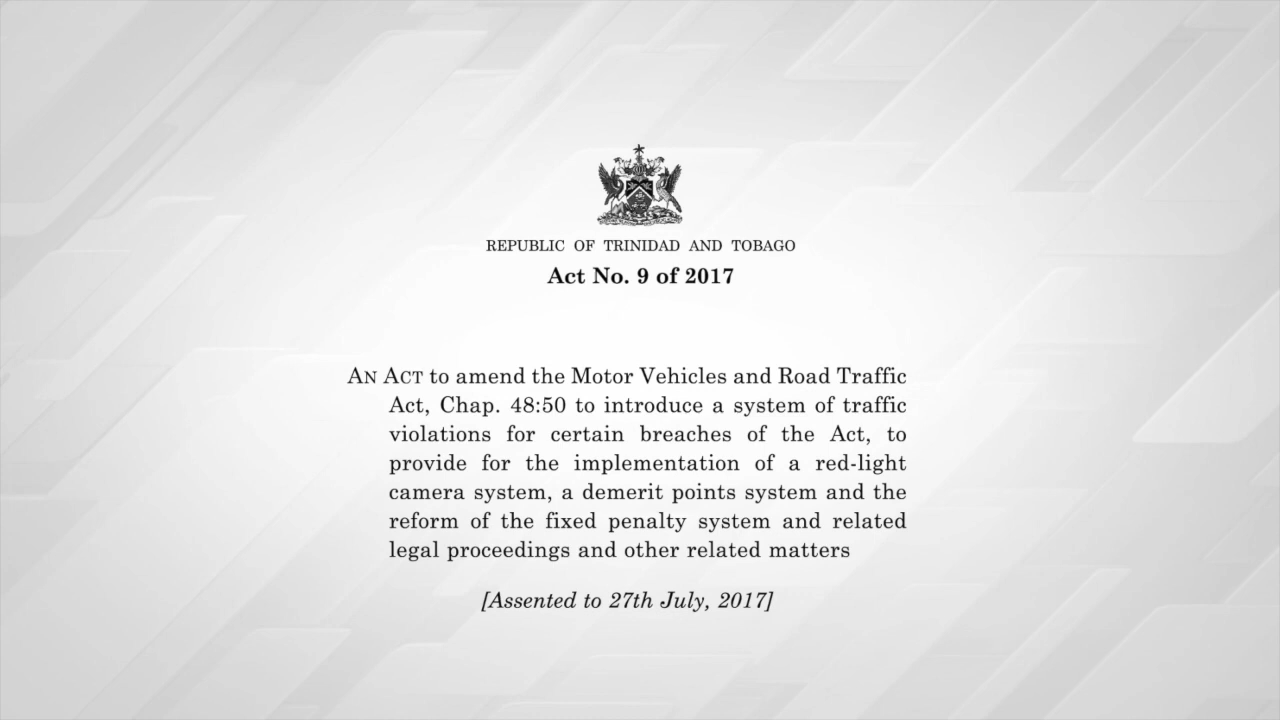 REPUBLIC OF TRINIDAD AND TOBAGO
Act No. 9 of 2017
AN ACT to amend the Motor Vehicles and Road Traffic
Act, Chap. 48:50 to introduce a system of traffic
violations for certain breaches of the Act, to
provide for the implementation of a red-light
camera system, a demerit points system and the
reform of the fixed penalty system and related
legal proceedings and other related matters
[Assented to 27th July, 2017]